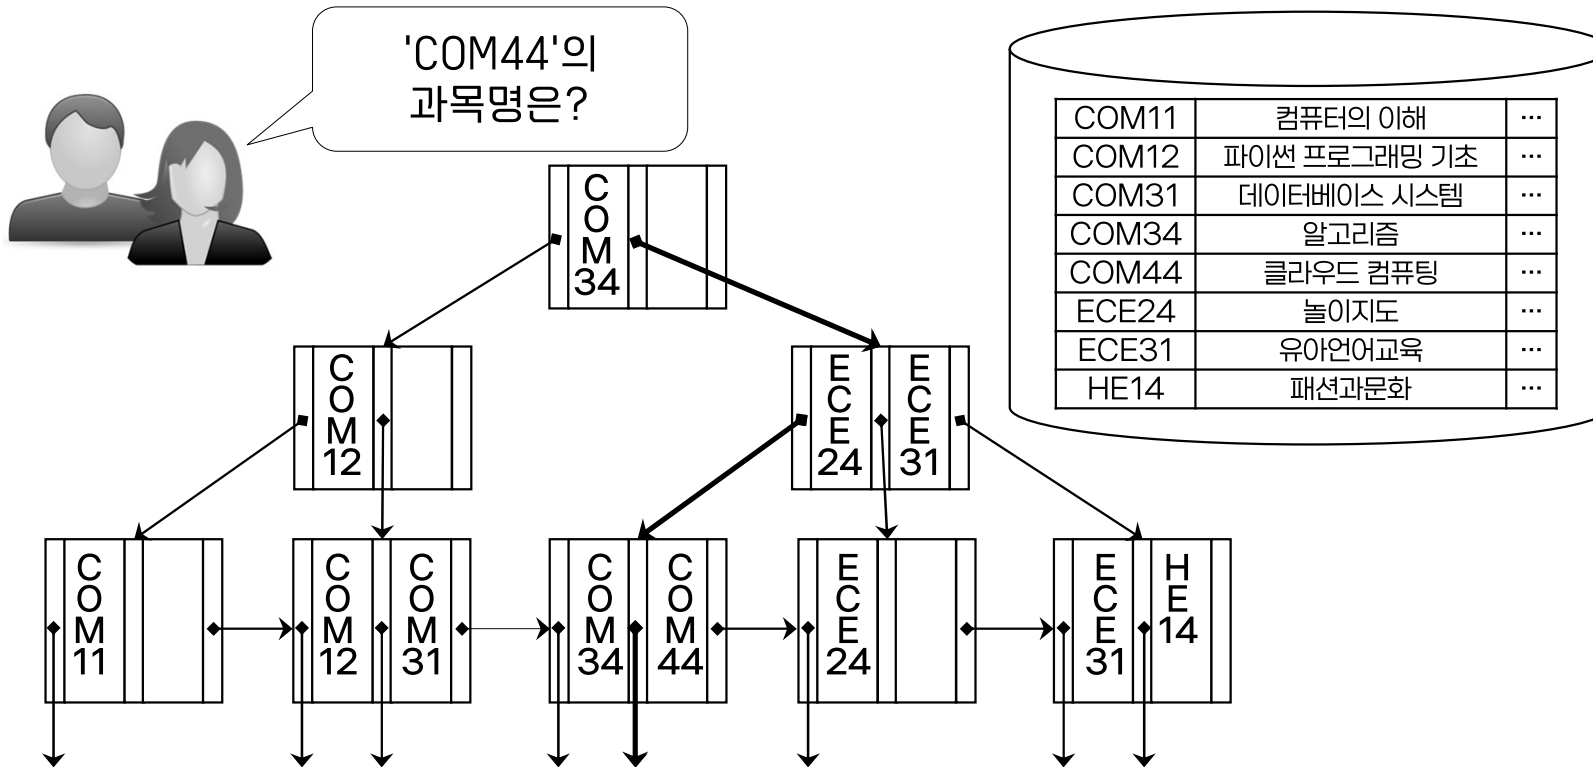 'COM44'의
과목명은?
COM11 컴퓨터의 이해 ...
COM12 파이썬 프로그래밍 기초 ...
COM31 데이터베이스 시스템 ...
COM34 알고리즘 ...
COM44 클라우드 컴퓨팅 ...
ECE24 놀이지도 ...
ECE31 유아언어교육 ...
HE14 패션과문화 ...
COM34
COM12
ECE24 ECE31
COM11
COM12 COM31
COM34 COM44
ECE24
ECE31 HE14